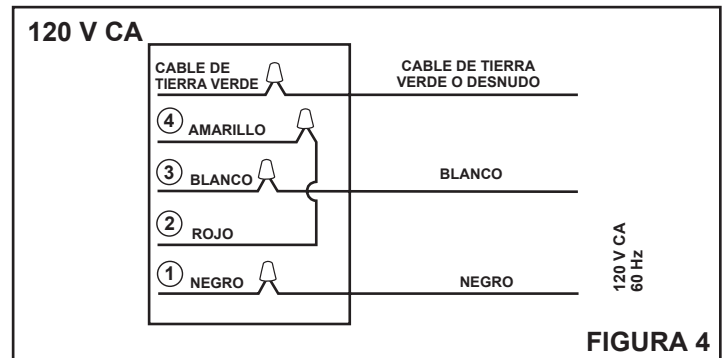 120 V CA
CABLE DE
TIERRA VERDE
CABLE DE TIERRA
VERDE O DESNUDO
4 AMARILLO
3 BLANCO
BLANCO
2 ROJO
1 NEGRO
NEGRO
120 V CA
60 Hz
FIGURA 4